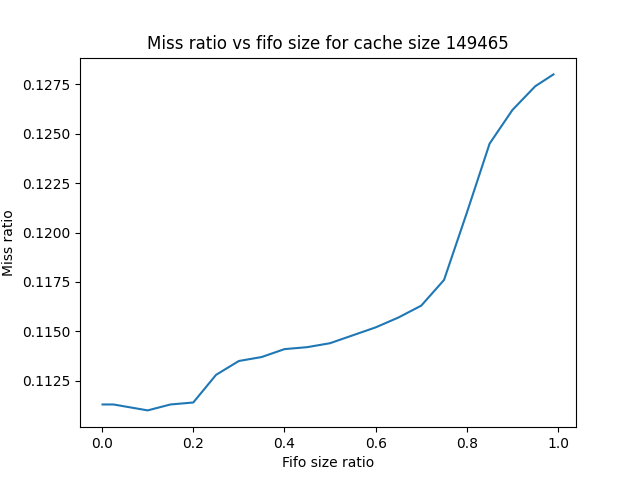 Miss ratio vs fifo size for cache size 149465
0.1275
0.1250
0.1225
0.1200
0.1175
0.1150
0.1125
Miss ratio
0.0 0.2 0.4 0.6 0.8 1.0
Fifo size ratio